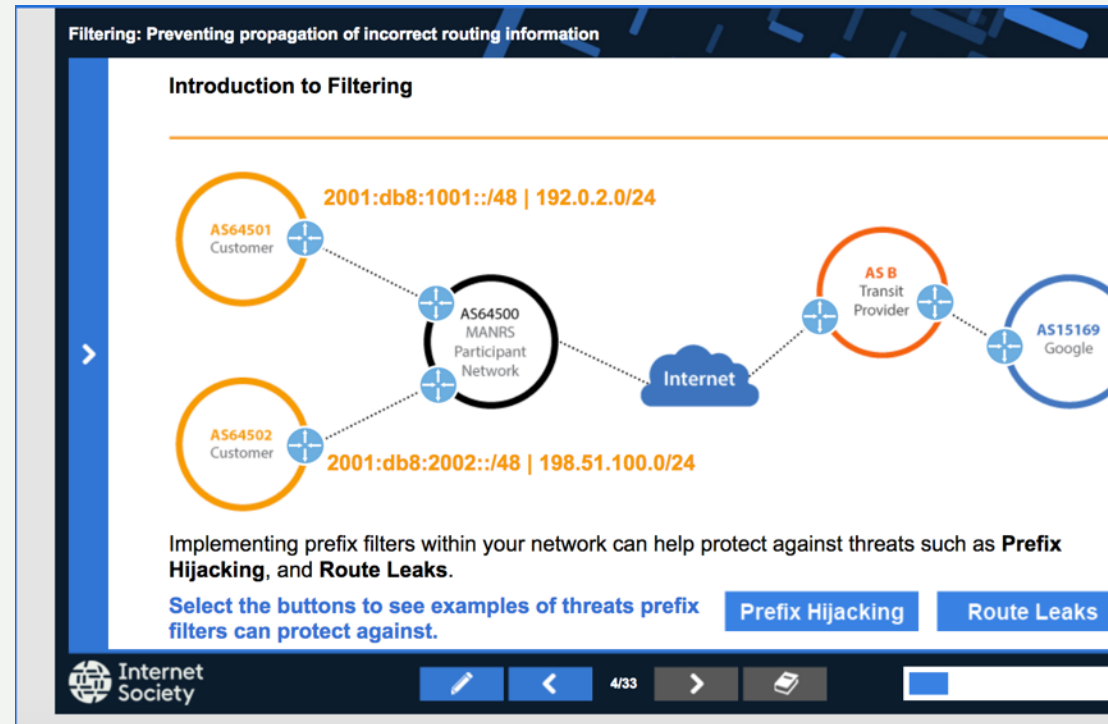 Filtering: Preventing propagation of incorrect routing information
Introduction to Filtering
2001:db8:1001::/48 | 192.0.2.0/24
AS64501
Customer
AS64500
MANRS
Participant
Network
Internet
AS B
Transit
Provider
AS15169
Google
AS64502
Customer
2001:db8:2002::/48 | 198.51.100.0/24
Implementing prefix filters within your network can help protect against threats such as Prefix
Hijacking, and Route Leaks.
Select the buttons to see examples of threats prefix
filters can protect against.
Prefix Hijacking
Route Leaks
Internet
Society
4/33